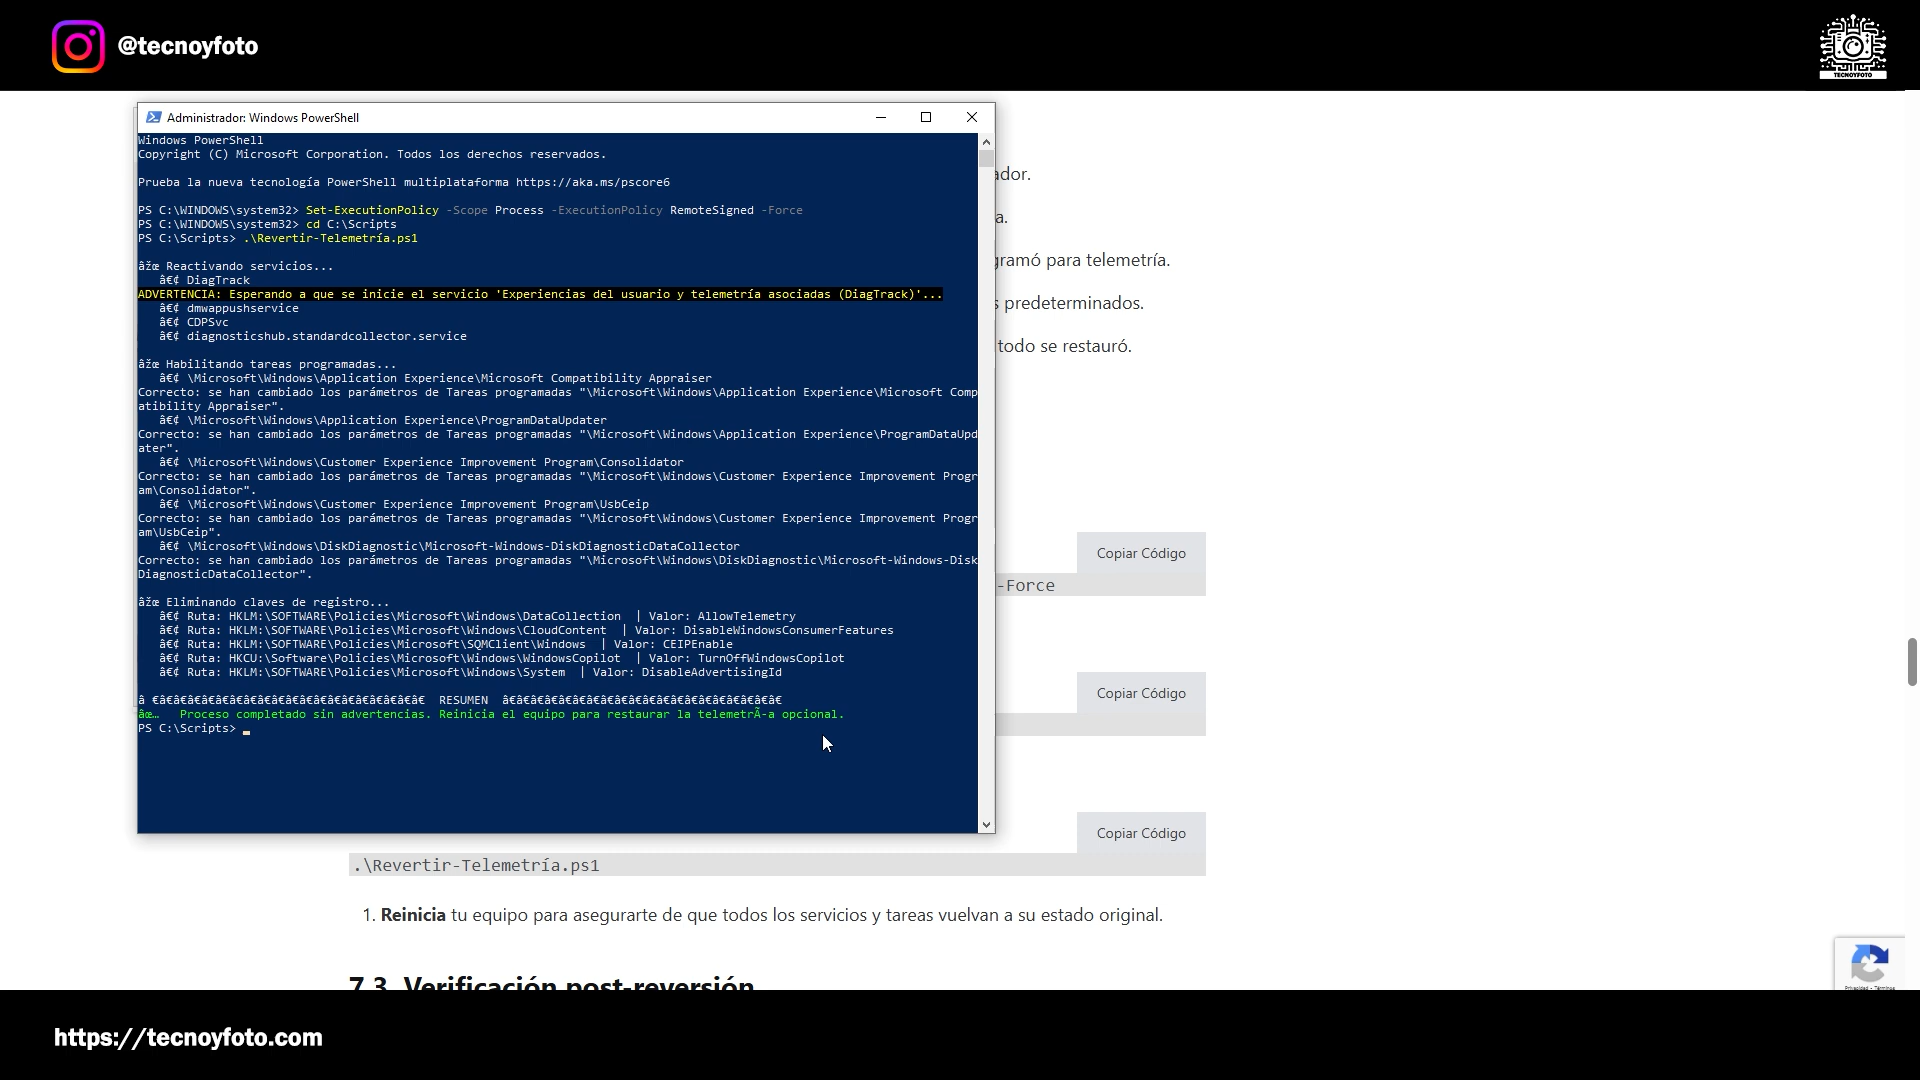 @tecnoyfoto
TECNOYFOTO
Administrador: Windows PowerShell
Windows PowerShell
Copyright (C) Microsoft Corporation. Todos los derechos reservados.
Prueba la nueva tecnología PowerShell multiplataforma https://aka.ms/pscore6
PS C:\WINDOWS\system32> Set-ExecutionPolicy -Scope Process -ExecutionPolicy RemoteSigned -Force
PS C:\WINDOWS\system32> cd C:\Scripts
PS C:\Scripts> .\Revertir-Telemetría.ps1
âžœ Reactivando servicios...
â€¢ DiagTrack
ADVERTENCIA: Esperando a que se inicie el servicio 'Experiencias del usuario y telemetría asociadas (DiagTrack)'...
â€¢ dmwappushservice
â€¢ CDPSvc
â€¢ diagnosticshub.standardcollector.service
âžœ Habilitando tareas programadas...
â€¢ \Microsoft\Windows\Application Experience\Microsoft Compatibility Appraiser
Correcto: se han cambiado los parámetros de Tareas programadas "\Microsoft\Windows\Application Experience\Microsoft Comp
atibility Appraiser".
â€¢ \Microsoft\Windows\Application Experience\ProgramDataUpdater
Correcto: se han cambiado los parámetros de Tareas programadas "\Microsoft\Windows\Application Experience\ProgramDataUpd
ater".
â€¢ \Microsoft\Windows\Customer Experience Improvement Program\Consolidator
Correcto: se han cambiado los parámetros de Tareas programadas "\Microsoft\Windows\Customer Experience Improvement Progr
am\Consolidator".
â€¢ \Microsoft\Windows\Customer Experience Improvement Program\UsbCeip
Correcto: se han cambiado los parámetros de Tareas programadas "\Microsoft\Windows\Customer Experience Improvement Progr
am\UsbCeip".
â€¢ \Microsoft\Windows\DiskDiagnostic\Microsoft-Windows-DiskDiagnosticDataCollector
Correcto: se han cambiado los parámetros de Tareas programadas "\Microsoft\Windows\DiskDiagnostic\Microsoft-Windows-Disk
DiagnosticDataCollector".
âžœ Eliminando claves de registro...
â€¢ Ruta: HKLM:\SOFTWARE\Policies\Microsoft\Windows\DataCollection | Valor: AllowTelemetry
â€¢ Ruta: HKLM:\SOFTWARE\Policies\Microsoft\Windows\CloudContent | Valor: DisableWindowsConsumerFeatures
â€¢ Ruta: HKLM:\SOFTWARE\Policies\Microsoft\SQMClient\Windows | Valor: CEIPEnable
â€¢ Ruta: HKCU:\Software\Policies\Microsoft\Windows\WindowsCopilot | Valor: TurnOffWindowsCopilot
â€¢ Ruta: HKLM:\SOFTWARE\Policies\Microsoft\Windows\System | Valor: DisableAdvertisingId
RESUMEN
âœ… Proceso completado sin advertencias. Reinicia el equipo para restaurar la telemetrÃ-a opcional.
PS C:\Scripts>
ador.
a.
gramó para telemetría.
s predeterminados.
todo se restauró.
Copiar Código
-Force
Copiar Código
Copiar Código
.\Revertir-Telemetría.ps1
1. Reinicia tu equipo para asegurarte de que todos los servicios y tareas vuelvan a su estado original.
7.3. Verificación post-reversión
Privacidad - Términos
https://tecnoyfoto.com